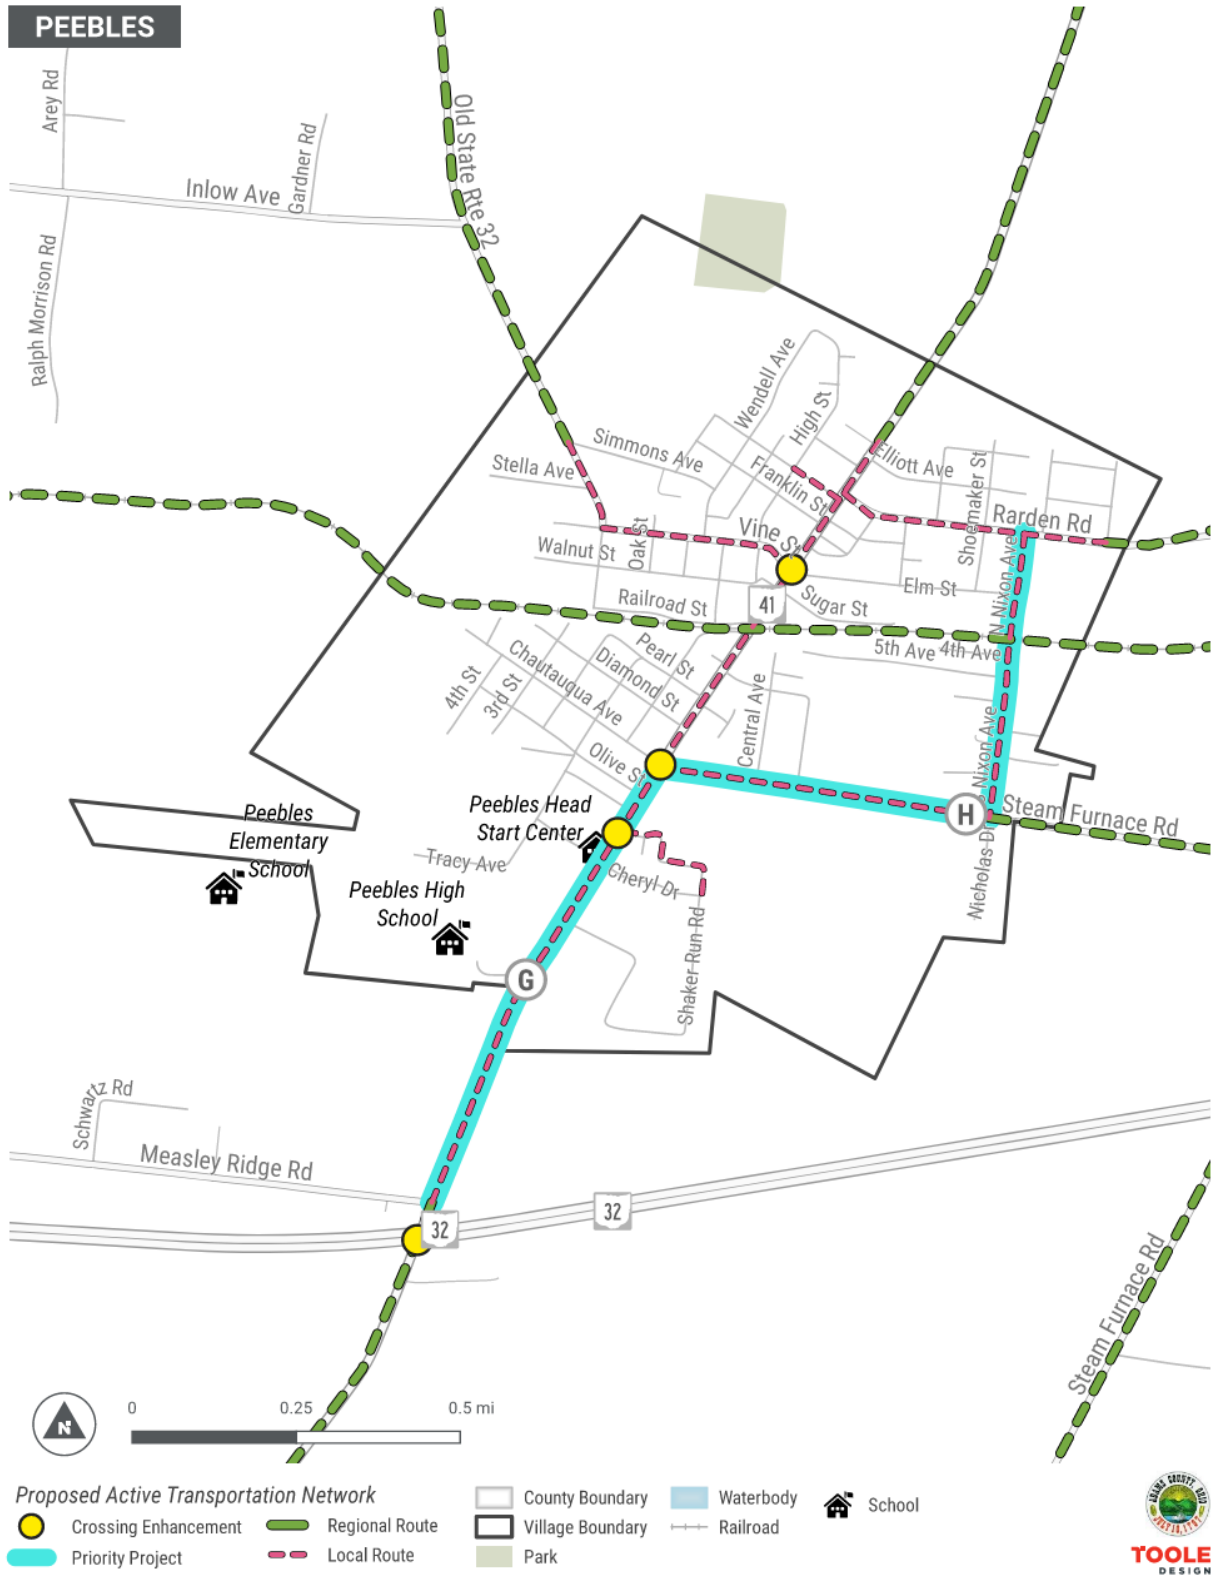 PEEBLES
Arey Rd
Gardner Rd
Inlow Ave
Old State Rte 32
Ralph Morrison Rd
Wendell Ave
High St
Simmons Ave
Stella Ave
Franklin St
Elliott Ave
Shoemaker St
Rarden Rd
Vine St
Oak St
Walnut St
N Nixon Ave
Elm St
Railroad St
41
Sugar St
5th Ave
4th Ave
Pearl St
Chautauqua Ave
Diamond St
4th St
3rd St
Central Ave
S Nixon Ave
Olive St
Peebles Head
Start Center
H
Steam Furnace Rd
Peebles
Elementary
School
Tracy Ave
Cheryl Dr
Nicholas Dr
Peebles High
School
Shaker Run Rd
G
Schwartz Rd
Measley Ridge Rd
32
32
Steam Furnace Rd
N
0
0.25
0.5 mi
Proposed Active Transportation Network
Crossing Enhancement
Priority Project
Regional Route
Local Route
County Boundary
Village Boundary
Park
Waterbody
Railroad
School
ADAMS COUNTY, OHIO
JULY 10, 1797
TOOLE
DESIGN